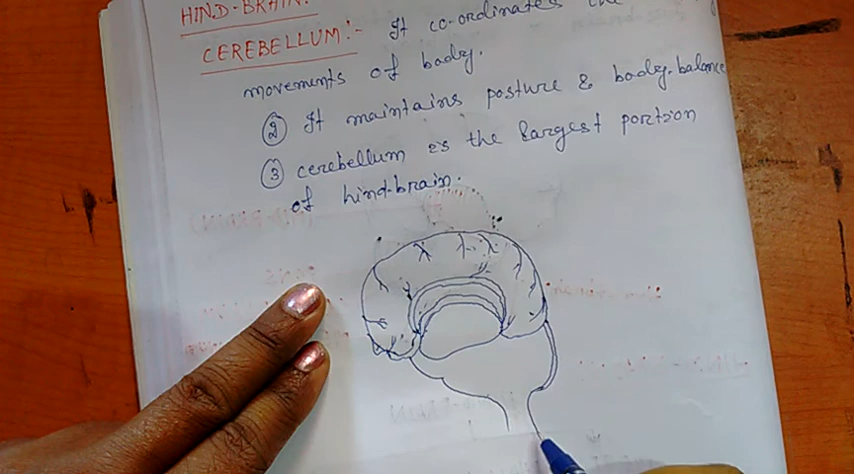 HIND-BRAIN:
CEREBELLUM:- It co-ordinates the
movements of body.
② It maintains posture & body balance
③ cerebellum is the largest portion
of hind-brain.